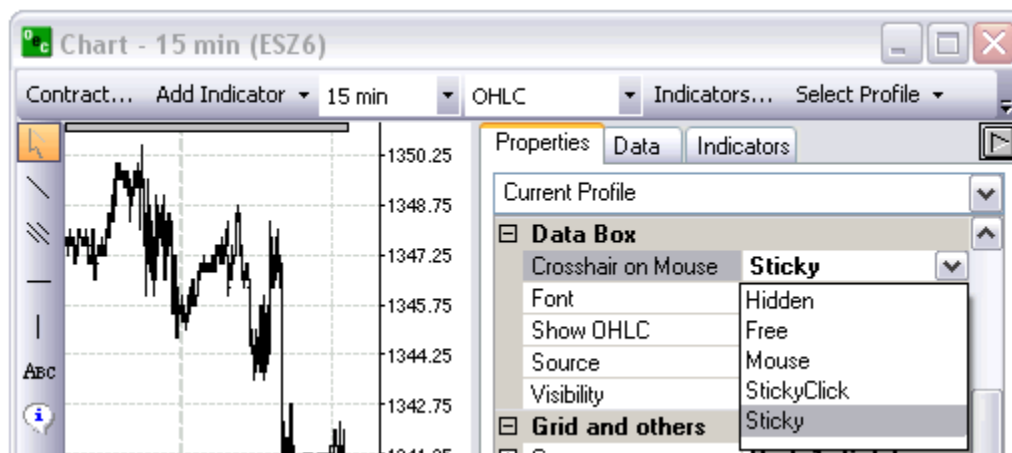 Oec Chart - 15 min (ESZ6)
Contract... Add Indicator 15 min OHLC Indicators... Select Profile
Properties Data Indicators
1350.25
Current Profile
1348.75
Data Box
1347.25
Crosshair on Mouse Sticky
Font Hidden
1345.75
Show OHLC Free
Source Mouse
1344.25
ABC
Visibility StickyClick
1342.75
Grid and others Sticky